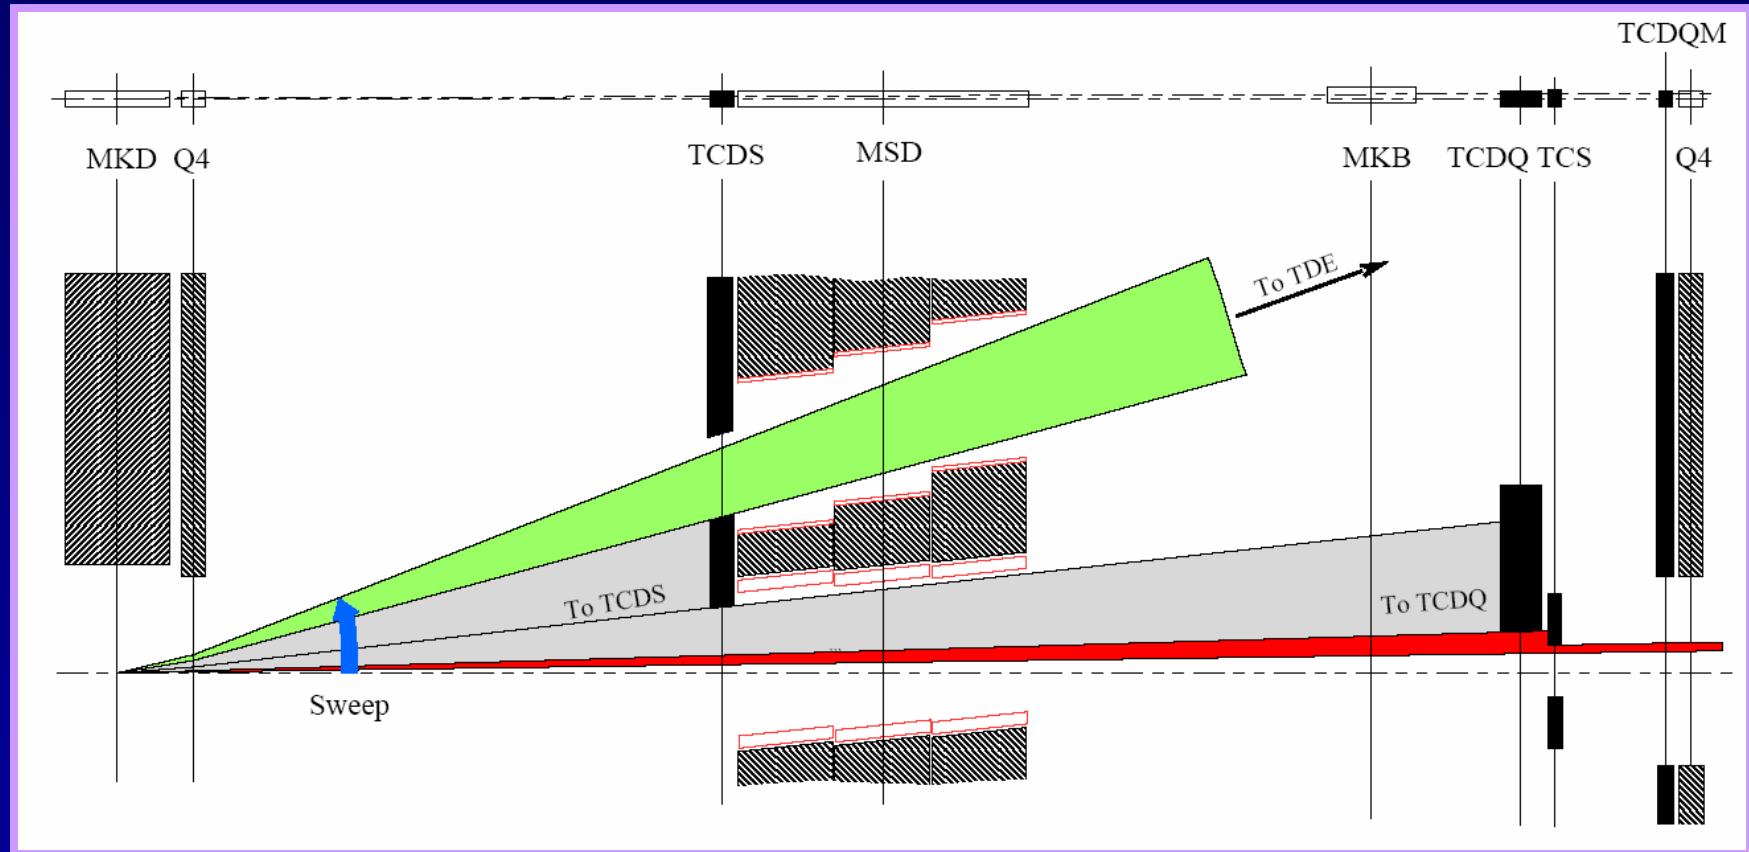 TCDQM
MKD Q4 TCDS MSD MKB TCDQ TCS Q4
To TDE
To TCDS
To TCDQ
...
Sweep